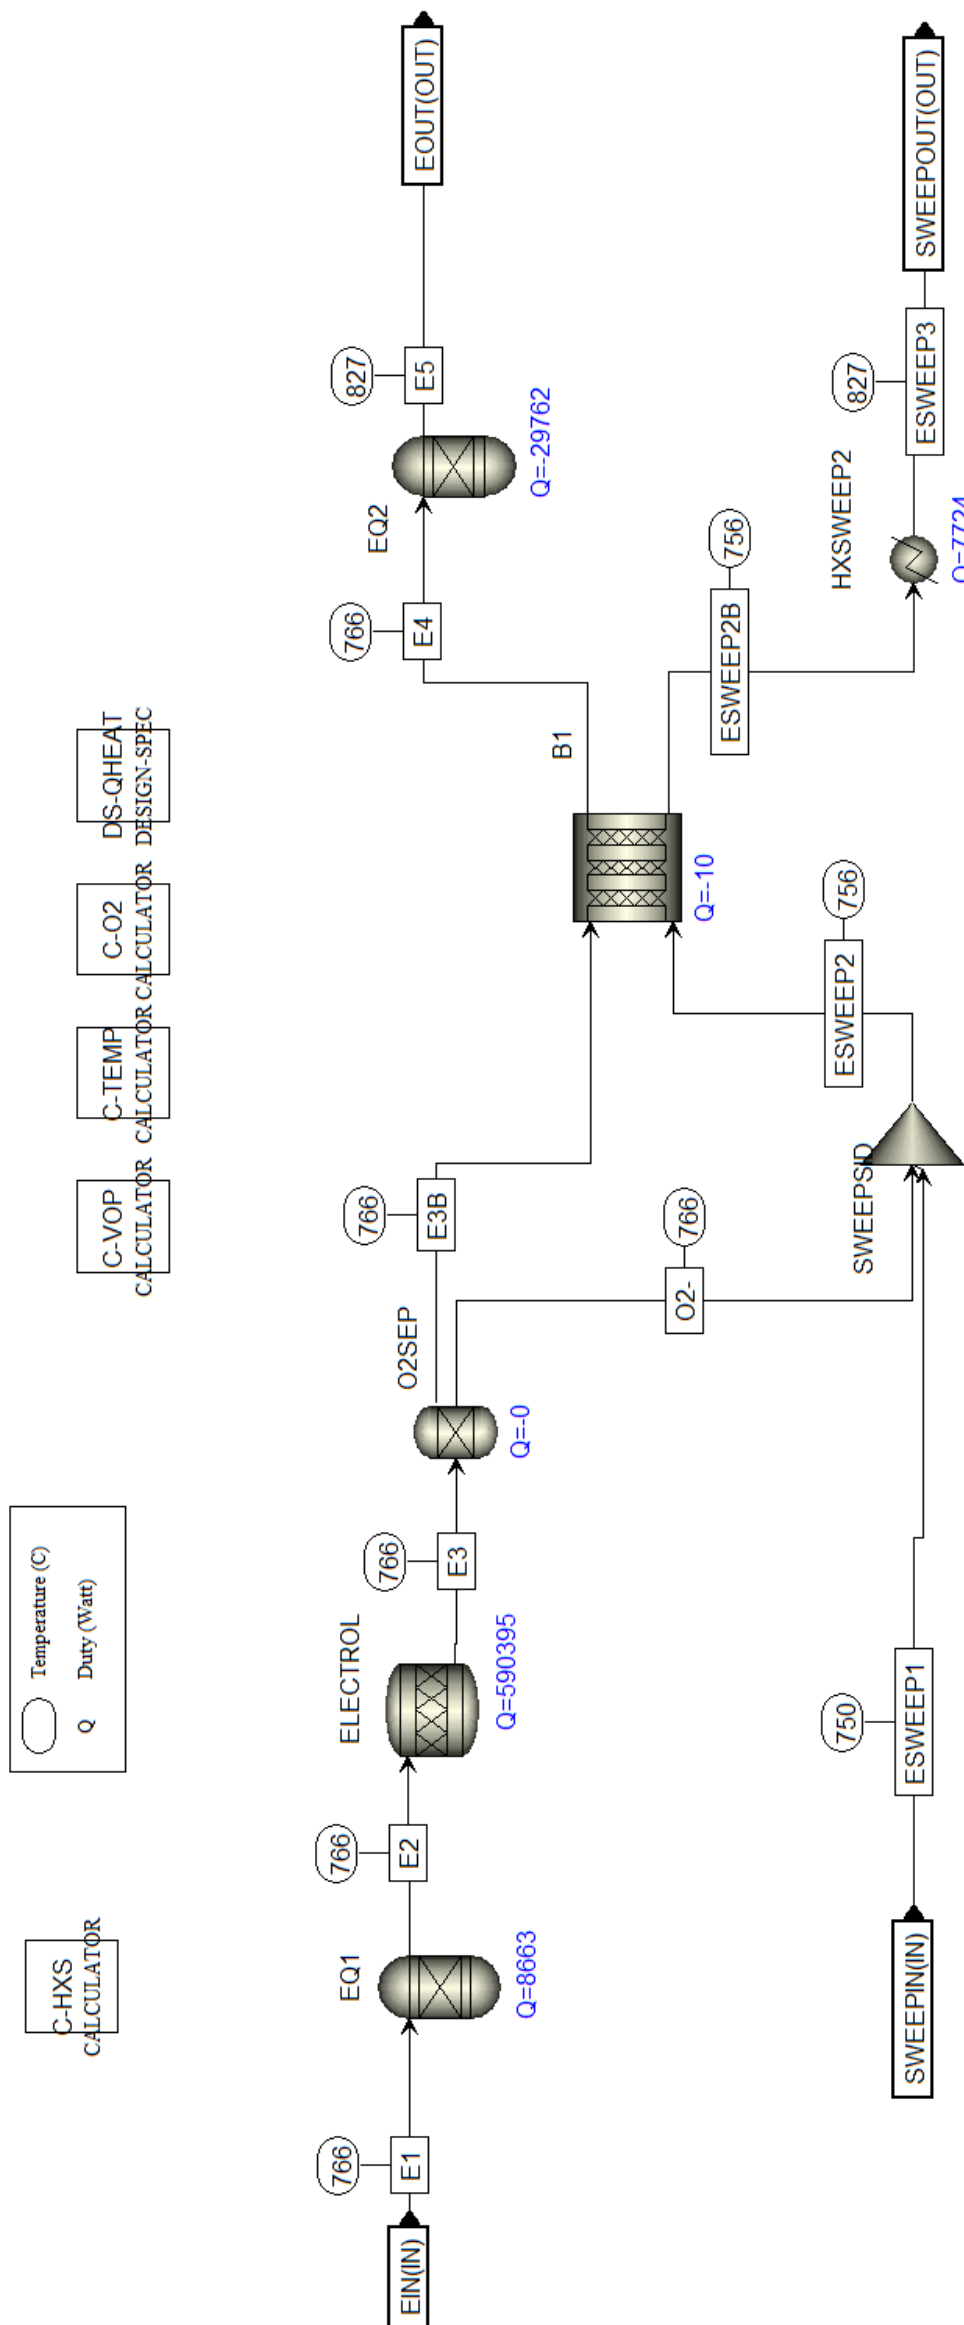 C-HXS
CALCULATOR
Temperature (C)
Q Duty (Watt)
C-VOP
CALCULATOR
C-TEMP
CALCULATOR
C-O2
CALCULATOR
DS-QHEAT
DESIGN-SPEC
EIN(IN)
766
E1
EQ1
Q=8663
766
E2
ELECTROL
Q=590395
766
E3
O2SEP
Q=-0
766
E3B
O2-
766
B1
Q=-10
766
E4
EQ2
Q=-29762
827
E5
EOUT(OUT)
SWEEPIN(IN)
750
ESWEEP1
SWEEPSID
ESWEEP2
756
ESWEEP2B
756
HXSWEEP2
Q=7724
827
ESWEEP3
SWEEPOUT(OUT)